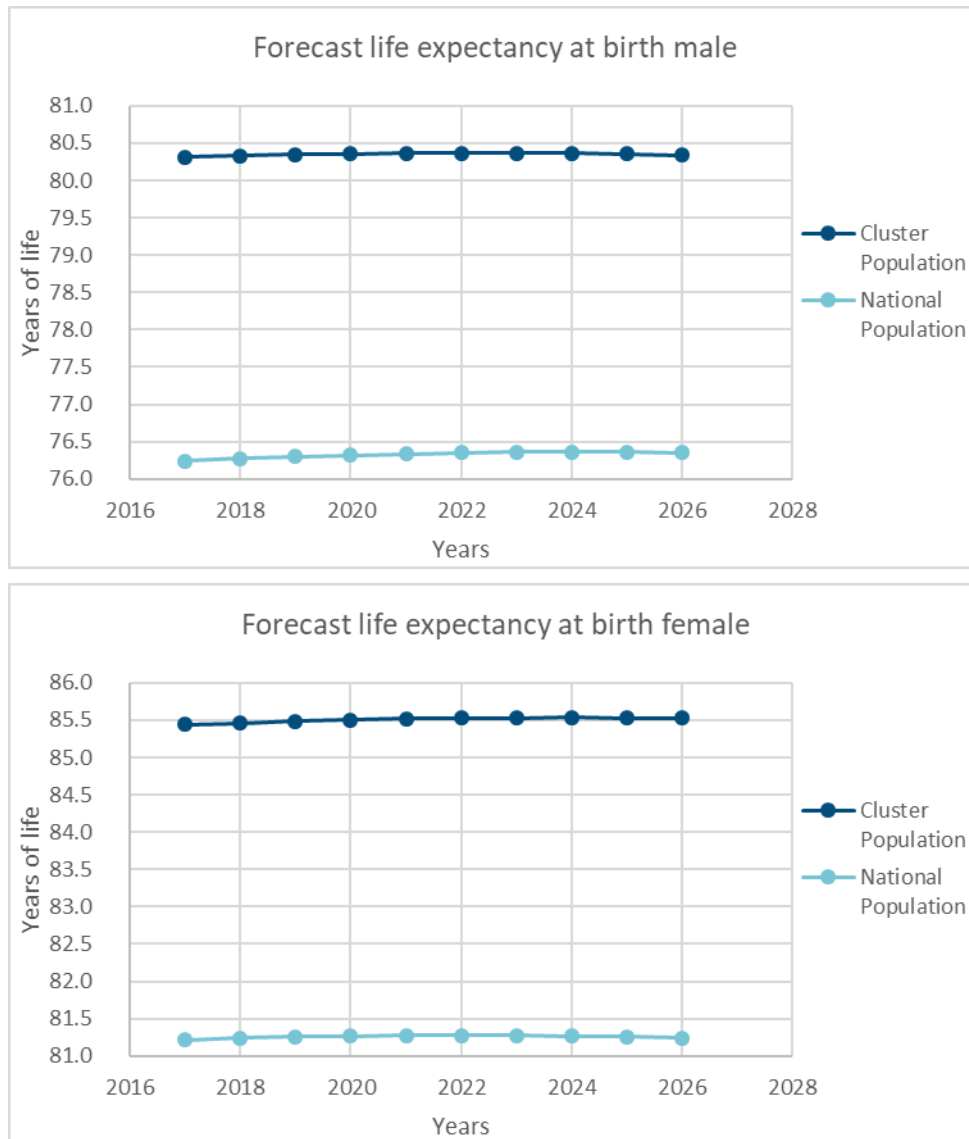 Forecast life expectancy at birth male
81.0
80.5
80.0
79.5
79.0
78.5
78.0
77.5
77.0
76.5
76.0
Years of life
2016 2018 2020 2022 2024 2026 2028
Years
Cluster
Population
National
Population
Forecast life expectancy at birth female
86.0
85.5
85.0
84.5
84.0
83.5
83.0
82.5
82.0
81.5
81.0
Years of life
2016 2018 2020 2022 2024 2026 2028
Years
Cluster
Population
National
Population